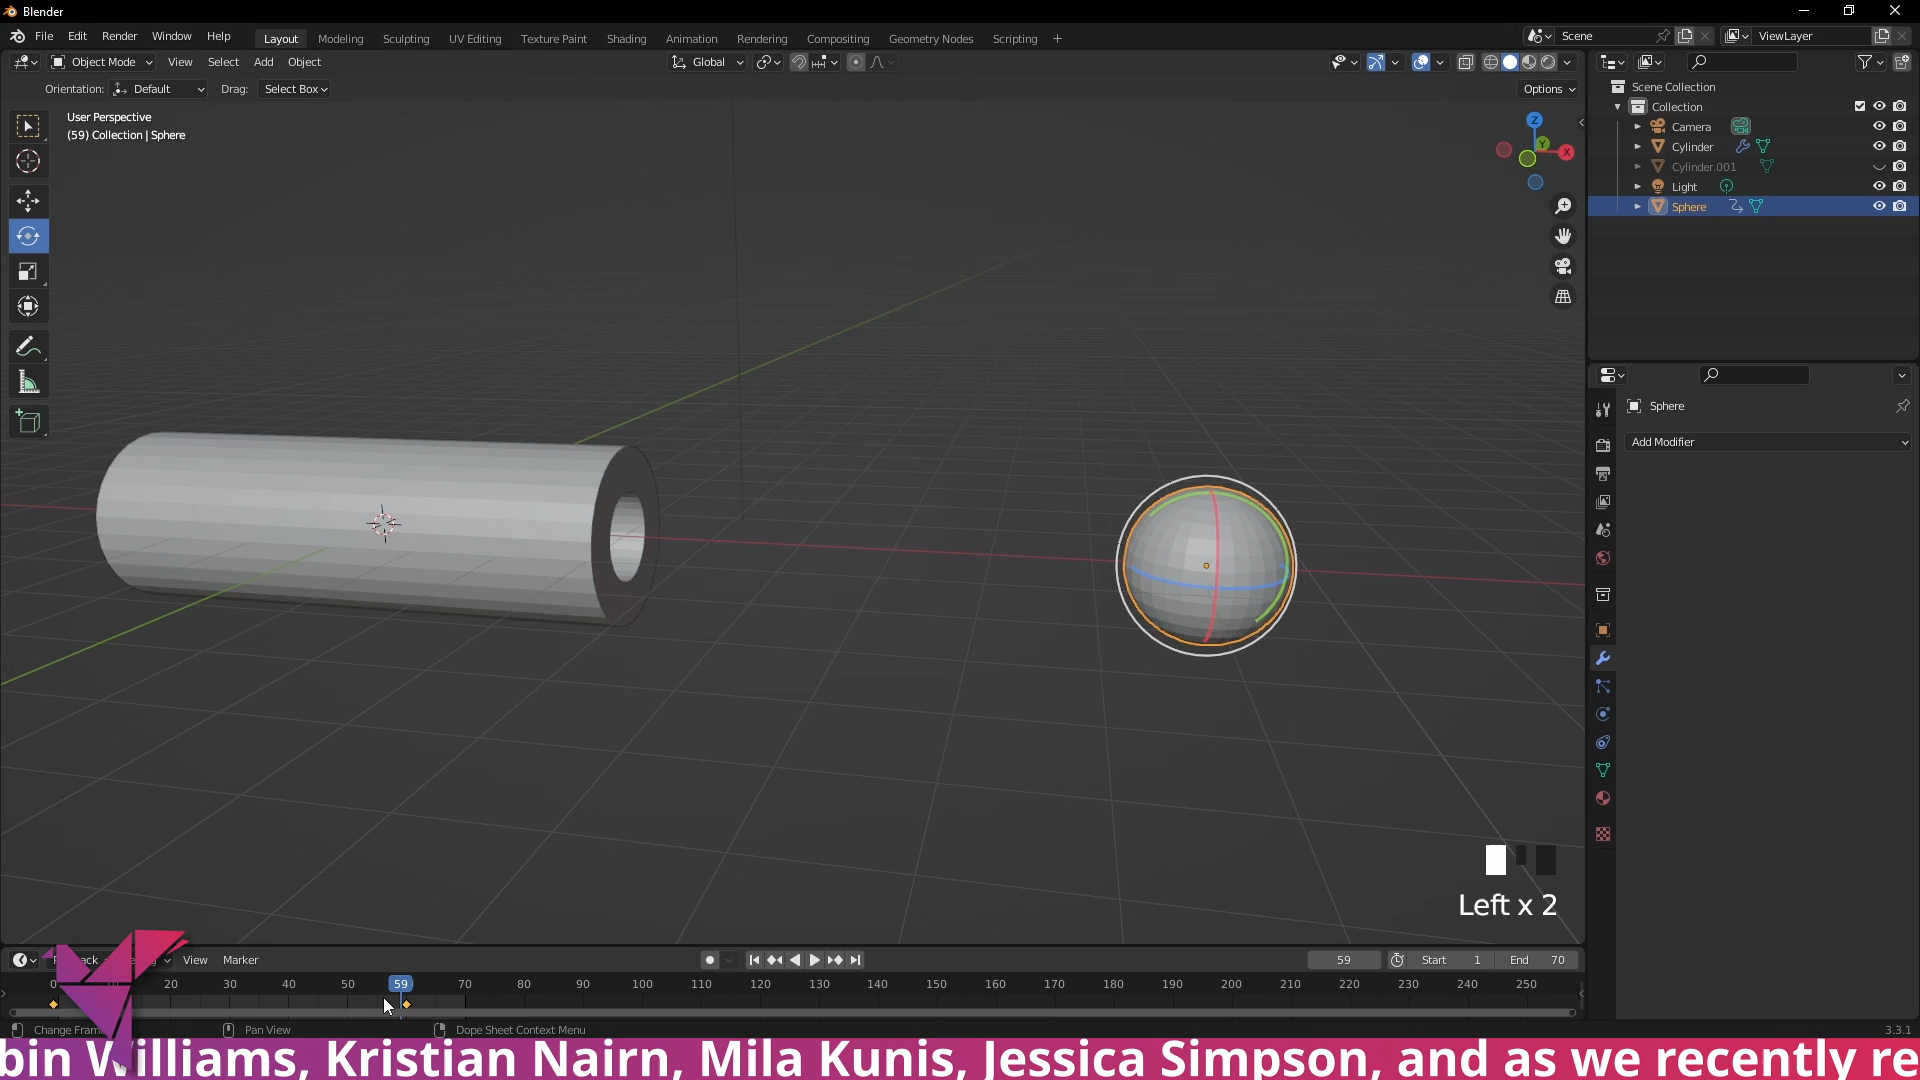 Blender
File Edit Render Window Help
Layout Modeling Sculpting UV Editing Texture Paint Shading Animation Rendering Compositing Geometry Nodes Scripting +
Scene
ViewLayer
Object Mode View Select Add Object
Global
Orientation: Default Drag: Select Box
Options
User Perspective
(59) Collection | Sphere
Z
Y
X
Scene Collection
Collection
Camera
Cylinder
Cylinder.001
Light
Sphere
Sphere
Add Modifier
Left x 2
View Marker
59
Start 1
End 70
0 20 30 40 50 59 70 80 90 100 110 120 130 140 150 160 170 180 190 200 210 220 230 240 250
Pan View
Dope Sheet Context Menu
3.3.1
bin Williams, Kristian Nairn, Mila Kunis, Jessica Simpson, and as we recently re